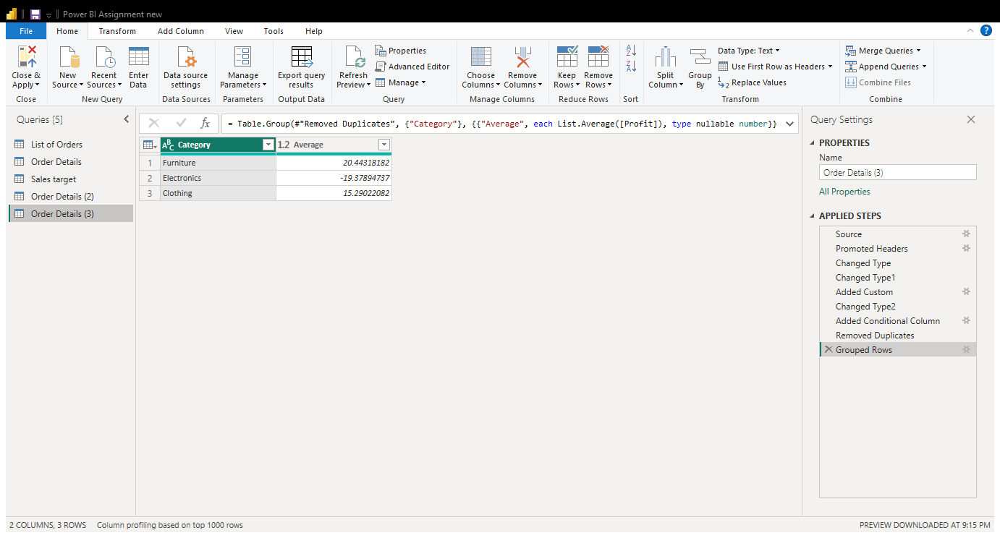 Power BI Assignment new
File Home Transform Add Column View Tools Help
Close & Apply
New Source
Recent Sources
Enter Data
Data source settings
Manage Parameters
Export query results
Refresh Preview
Properties
Advanced Editor
Manage
Choose Columns
Remove Columns
Keep Rows
Remove Rows
A
Z
Z
A
Split Column
Group By
Data Type: Text
Use First Row as Headers
1
2 Replace Values
Merge Queries
Append Queries
Combine Files
Close New Query Data Sources Parameters Output Data Query Manage Columns Reduce Rows Sort Transform Combine
Queries [5]
List of Orders
Order Details
Sales target
Order Details (2)
Order Details (3)
fx = Table.Group(#"Removed Duplicates", {"Category"}, {{"Average", each List.Average([Profit]), type nullable number}}
ABC Category 1.2 Average
1 Furniture 20.44318182
2 Electronics -19.37894737
3 Clothing 15.29022082
Query Settings
PROPERTIES
Name
Order Details (3)
All Properties
APPLIED STEPS
Source
Promoted Headers
Changed Type
Changed Type1
Added Custom
Changed Type2
Added Conditional Column
Removed Duplicates
Grouped Rows
2 COLUMNS, 3 ROWS Column profiling based on top 1000 rows PREVIEW DOWNLOADED AT 9:15 PM